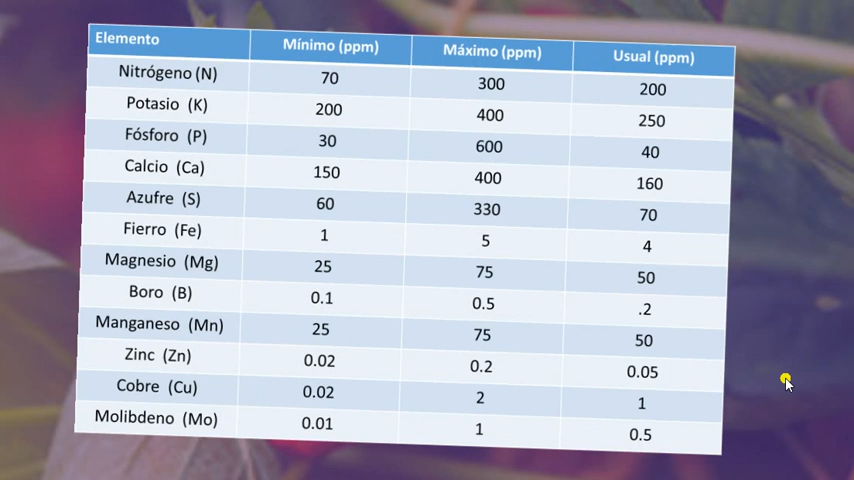 Elemento Mínimo (ppm) Máximo (ppm) Usual (ppm)
Nitrógeno (N) 70 300 200
Potasio (K) 200 400 250
Fósforo (P) 30 600 40
Calcio (Ca) 150 400 160
Azufre (S) 60 330 70
Fierro (Fe) 1 5 4
Magnesio (Mg) 25 75 50
Boro (B) 0.1 0.5 .2
Manganeso (Mn) 25 75 50
Zinc (Zn) 0.02 0.2 0.05
Cobre (Cu) 0.02 2 1
Molibdeno (Mo) 0.01 1 0.5